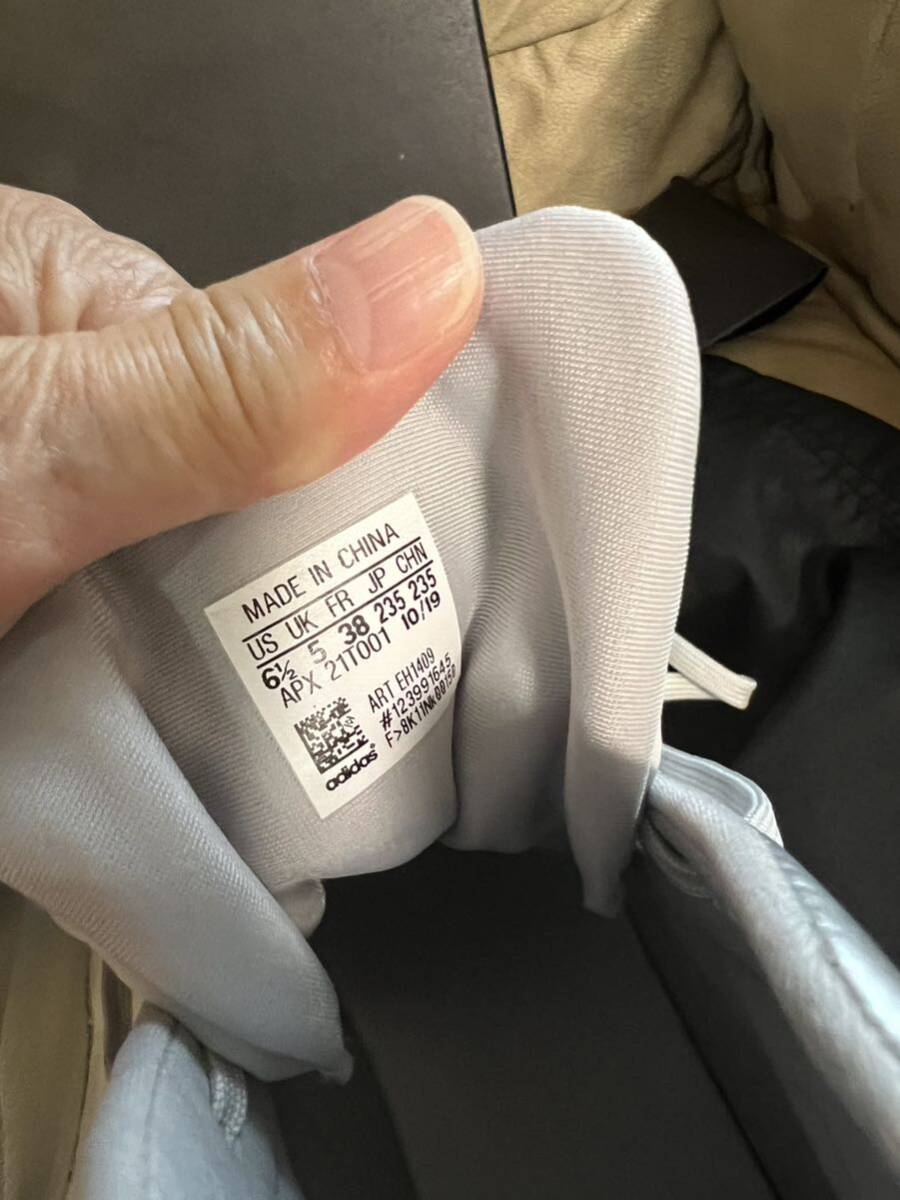 MADE IN CHINA
US UK FR JP CHN
6½ 5 38 235 235
APX 21T001 10/19
ART EH1409
#123991645
F>8K11NK00150
adidas®